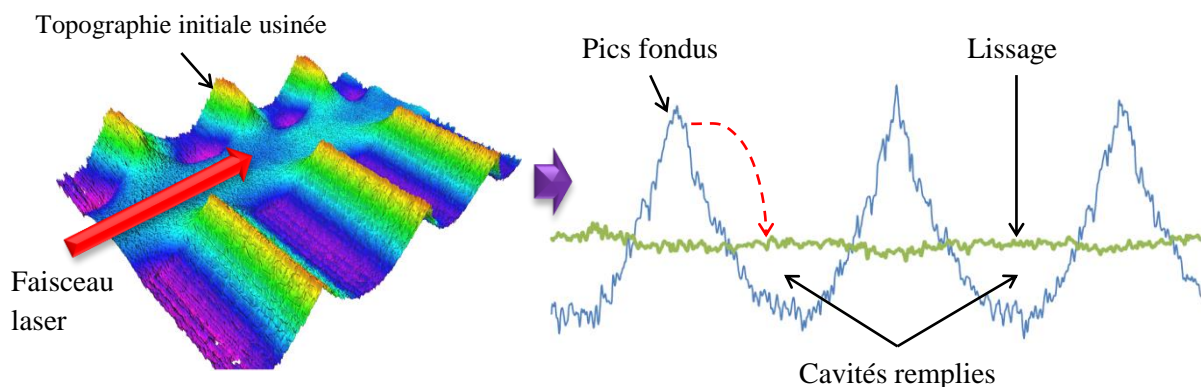 Topographie initiale usinée
Faisceau
laser
Pics fondus
Lissage
Cavités remplies